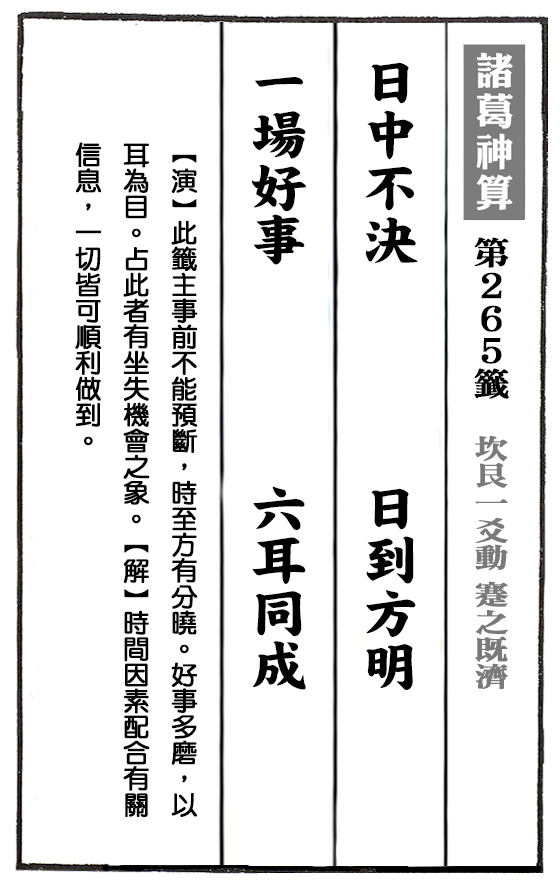 諸葛神算 第265籤 坎艮一爻動 蹇之既濟
日中不決 日到方明
一場好事 六耳同成
【演】此籤主事前不能預斷，時至方有分曉。好事多磨，以
耳為目。占此者有坐失機會之象。【解】時間因素配合有關
信息，一切皆可順利做到。